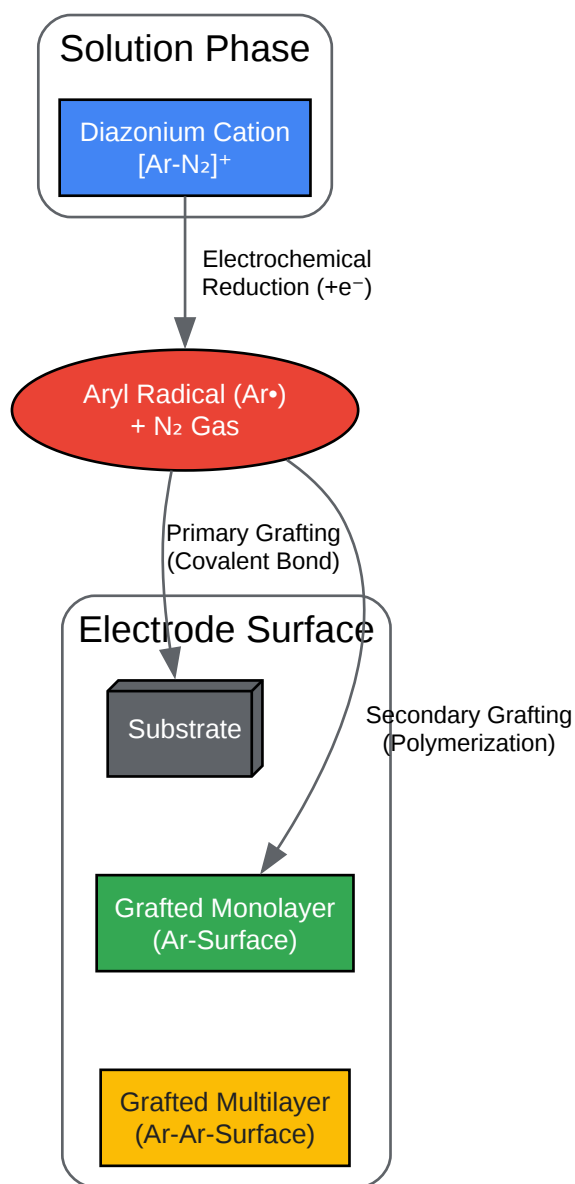 Solution Phase
Diazonium Cation
[Ar-N₂]⁺
Electrochemical
Reduction (+e⁻)
Aryl Radical (Ar•)
+ N₂ Gas
Primary Grafting
(Covalent Bond)
Electrode Surface
Substrate
Secondary Grafting
(Polymerization)
Grafted Monolayer
(Ar-Surface)
Grafted Multilayer
(Ar-Ar-Surface)